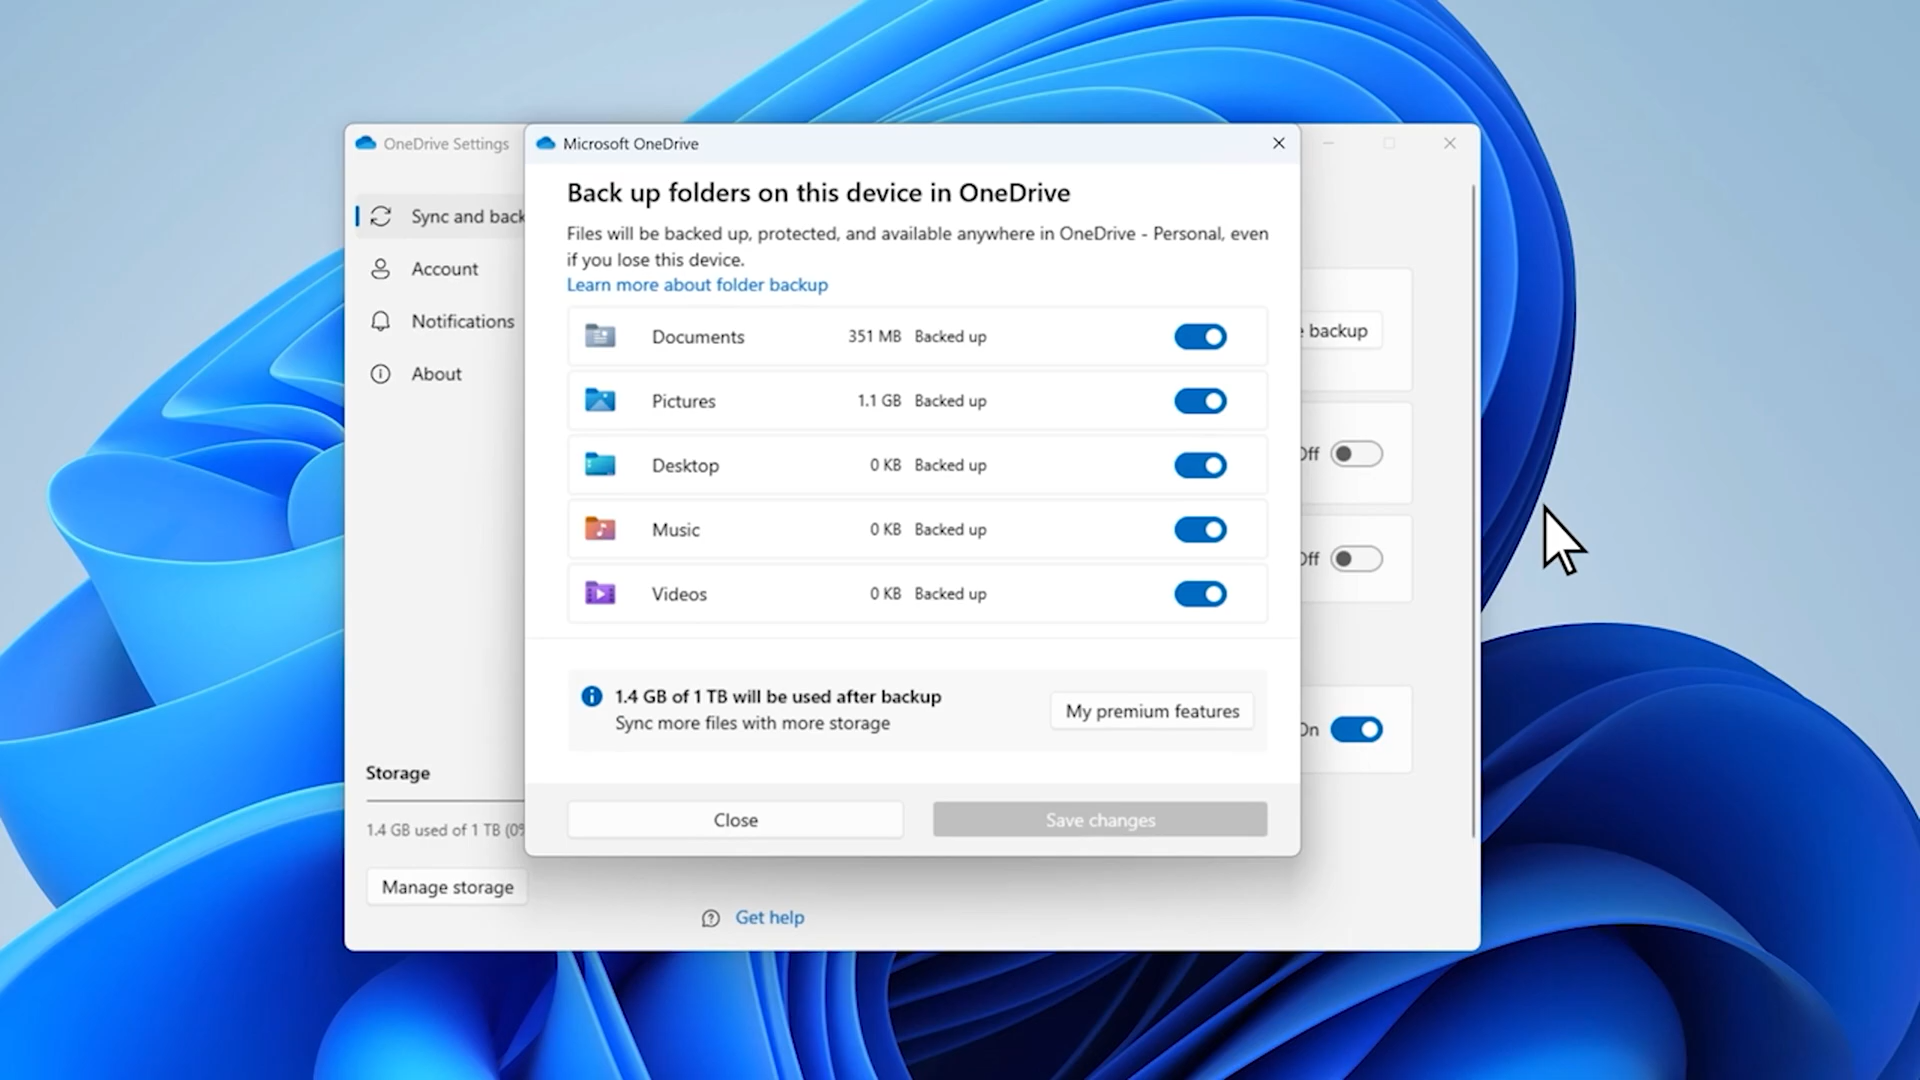 OneDrive Settings
Sync and back
Account
Notifications
About
Storage
1.4 GB used of 1 TB (0%
Manage storage
Microsoft OneDrive
Back up folders on this device in OneDrive
Files will be backed up, protected, and available anywhere in OneDrive - Personal, even
if you lose this device.
Learn more about folder backup
Documents 351 MB Backed up
Pictures 1.1 GB Backed up
Desktop 0 KB Backed up
Music 0 KB Backed up
Videos 0 KB Backed up
1.4 GB of 1 TB will be used after backup
Sync more files with more storage
My premium features
Close
Save changes
backup
Off
Off
On
Get help